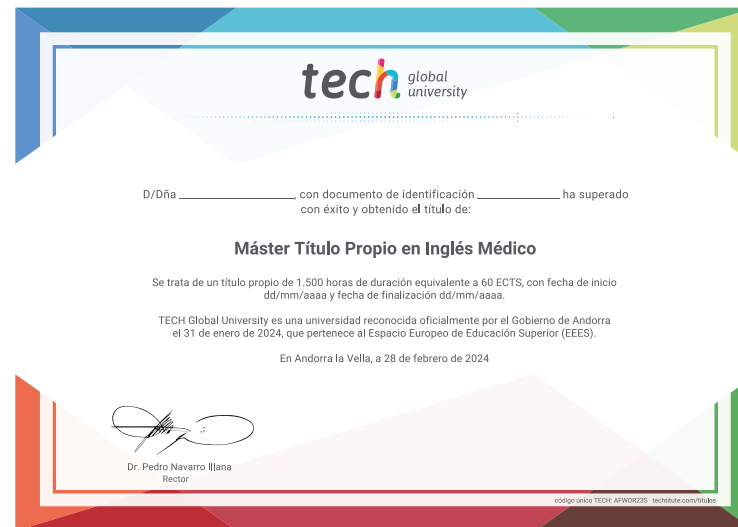 tech global
university
D/Dña ____________________, con documento de identificación ______________ ha superado
con éxito y obtenido el título de:
Máster Título Propio en Inglés Médico
Se trata de un título propio de 1.500 horas de duración equivalente a 60 ECTS, con fecha de inicio
dd/mm/aaaa y fecha de finalización dd/mm/aaaa.
TECH Global University es una universidad reconocida oficialmente por el Gobierno de Andorra
el 31 de enero de 2024, que pertenece al Espacio Europeo de Educación Superior (EEES).
En Andorra la Vella, a 28 de febrero de 2024
Dr. Pedro Navarro Illana
Rector
código único TECH: AFWOR23S techtitute.com/titulos